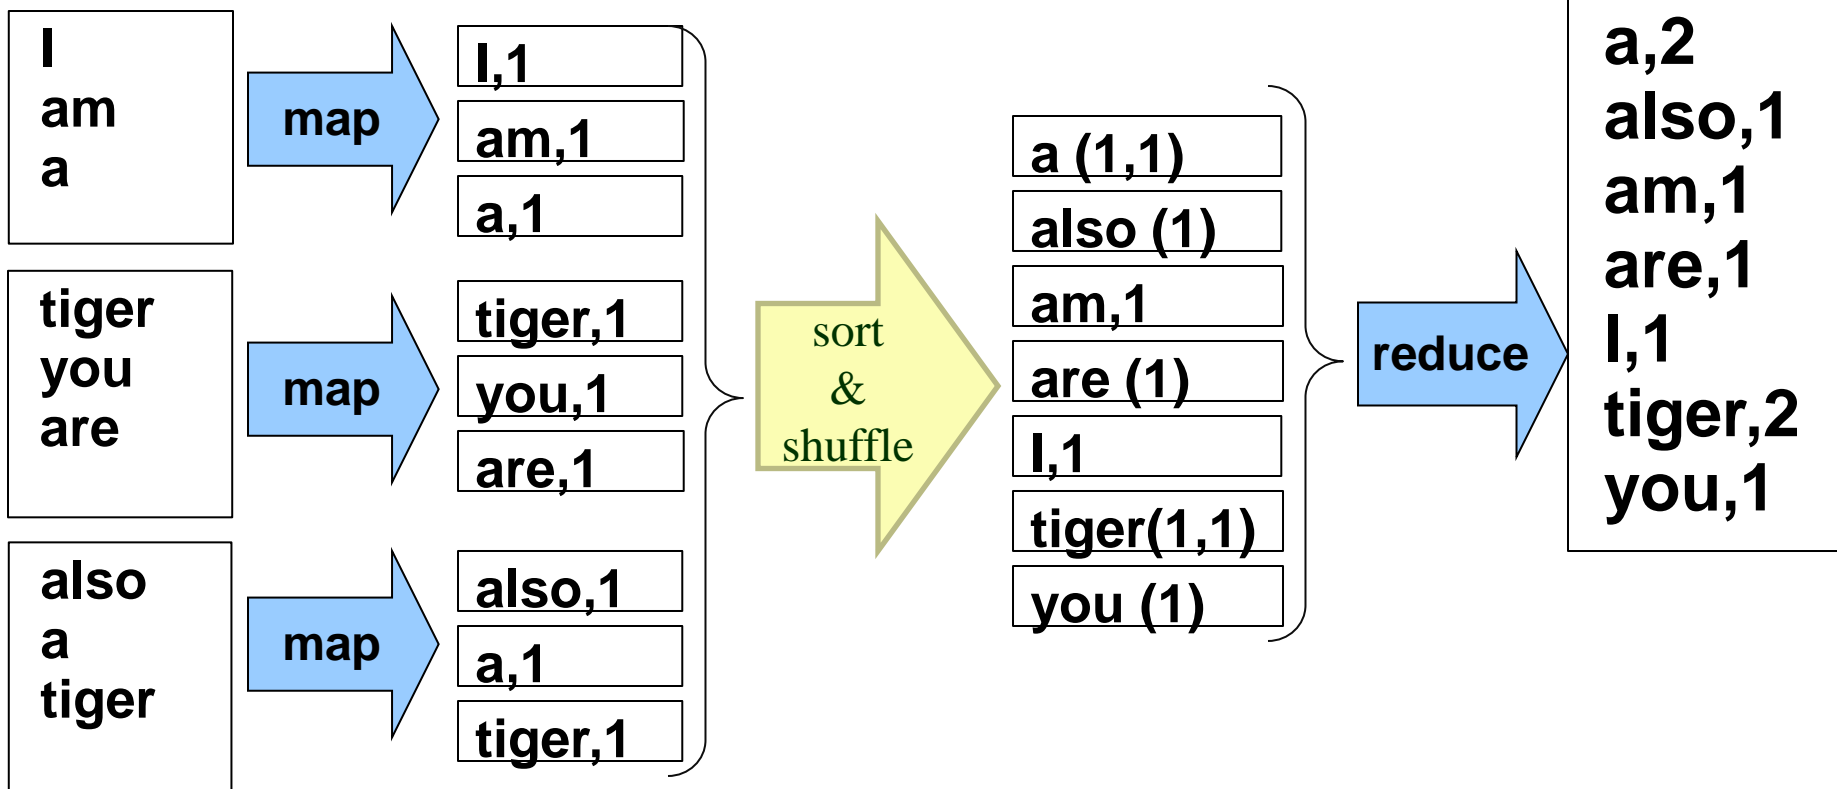 I
am
a
map
I,1
am,1
a,1
tiger
you
are
map
tiger,1
you,1
are,1
also
a
tiger
map
also,1
a,1
tiger,1
sort
&
shuffle
a (1,1)
also (1)
am,1
are (1)
I,1
tiger(1,1)
you (1)
reduce
a,2
also,1
am,1
are,1
I,1
tiger,2
you,1